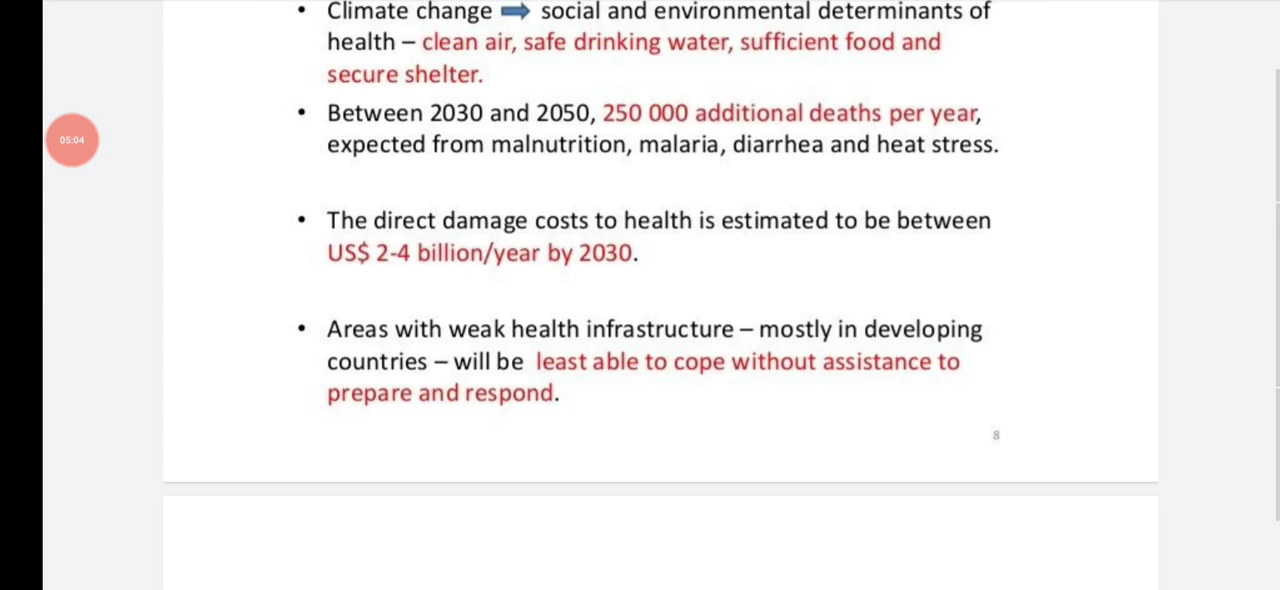 • Climate change ➡ social and environmental determinants of
health – clean air, safe drinking water, sufficient food and
secure shelter.
05:04
• Between 2030 and 2050, 250 000 additional deaths per year,
expected from malnutrition, malaria, diarrhea and heat stress.
• The direct damage costs to health is estimated to be between
US$ 2-4 billion/year by 2030.
• Areas with weak health infrastructure – mostly in developing
countries – will be least able to cope without assistance to
prepare and respond.
8